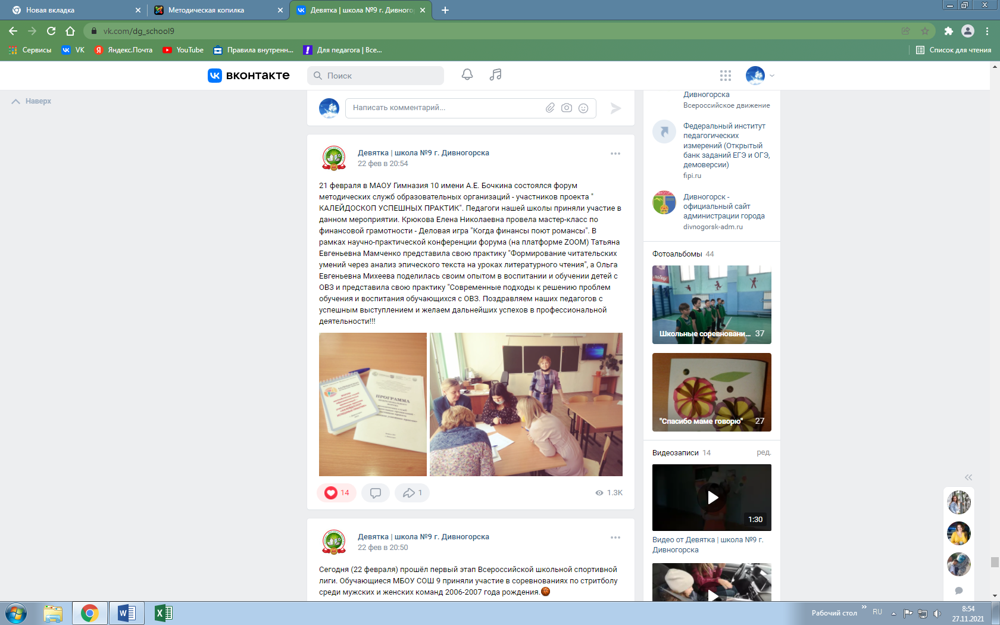 Новая вкладка
Методическая копилка
Девятка | школа №9 г. Дивного
vk.com/dg_school9
Сервисы
VK
Яндекс.Почта
YouTube
Правила внутренн...
Для педагога | Все...
Список для чтения
вконтакте
Поиск
Наверх
Написать комментарий...
Девятка | школа №9 г. Дивногорска
22 фев в 20:54
21 февраля в МАОУ Гимназия 10 имени А.Е. Бочкина состоялся форум
методических служб образовательных организаций - участников проекта "
КАЛЕЙДОСКОП УСПЕШНЫХ ПРАКТИК". Педагоги нашей школы приняли участие в
данном мероприятии. Крюкова Елена Николаевна провела мастер-класс по
финансовой грамотности - Деловая игра "Когда финансы поют романсы". В
рамках научно-практической конференции форума (на платформе ZOOM) Татьяна
Евгеньевна Мамченко представила свою практику "Формирование читательских
умений через анализ эпического текста на уроках литературного чтения", а Ольга
Евгеньевна Михеева поделилась своим опытом в воспитании и обучении детей с
ОВЗ и представила свою практику "Современные подходы к решению проблем
обучения и воспитания обучающихся с ОВЗ. Поздравляем наших педагогов с
успешным выступлением и желаем дальнейших успехов в профессиональной
деятельности!!!
ПРОГРАММА
14
1
1.3K
Девятка | школа №9 г. Дивногорска
22 фев в 20:50
Сегодня (22 февраля) прошёл первый этап Всероссийской школьной спортивной
лиги. Обучающиеся МБОУ СОШ 9 приняли участие в соревнованиях по стритболу
среди мужских и женских команд 2006-2007 года рождения.🏀
Дивногорска
Всероссийское движение
Федеральный институт
педагогических
измерений (Открытый
банк заданий ЕГЭ и ОГЭ,
демоверсии)
fipi.ru
Дивногорск -
официальный сайт
администрации города
divnogorsk-adm.ru
Фотоальбомы 44
Школьные соревновани... 37
"Спасибо маме говорю" 27
Видеозаписи 14
ред.
1:30
Видео от Девятка | школа №9 г.
Дивногорска
Рабочий стол
RU
8:54
27.11.2021